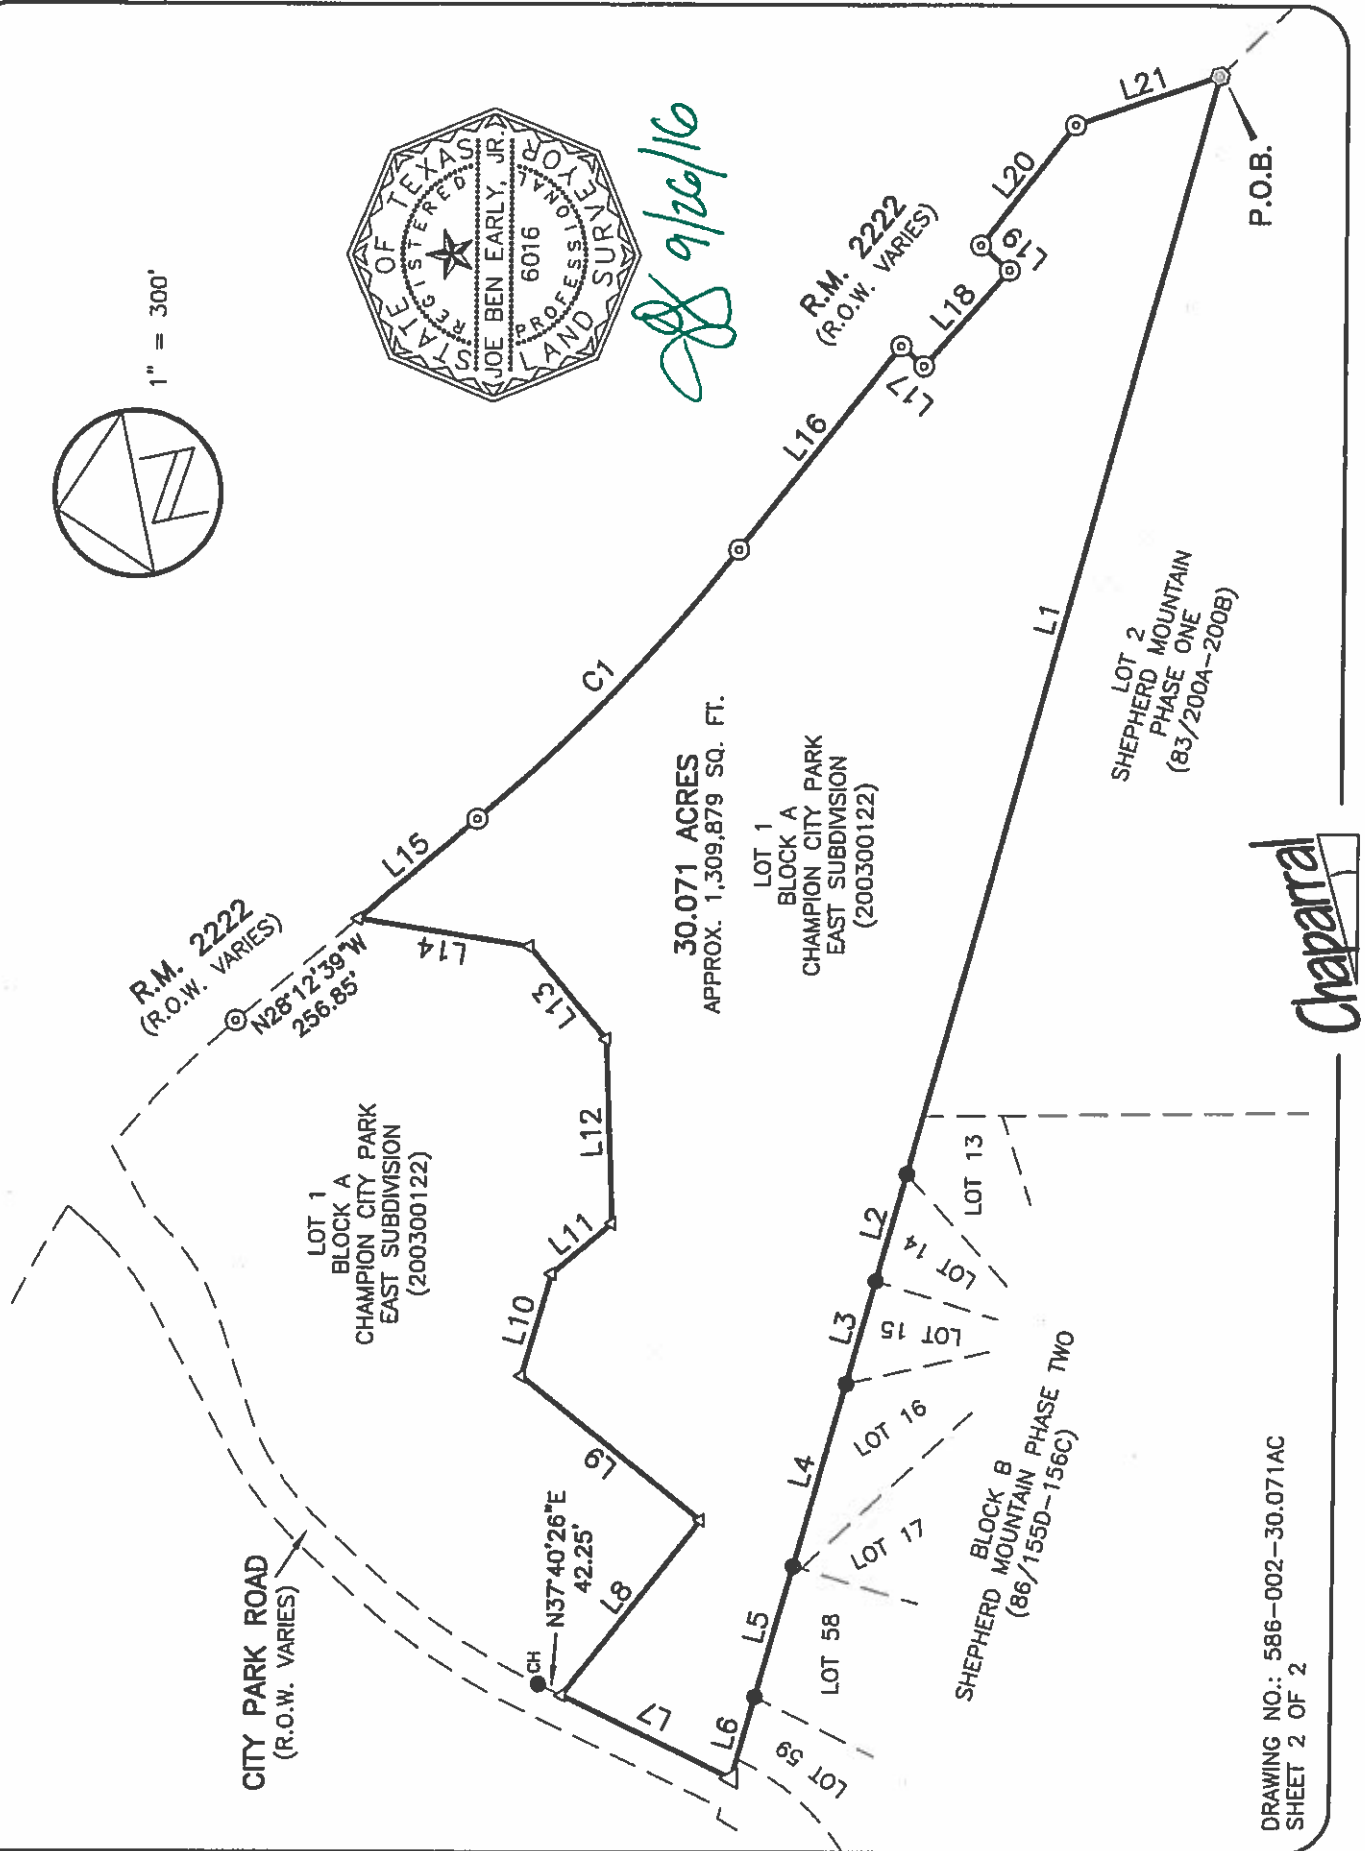 1" = 300'
STATE OF TEXAS
REGISTERED
JOE BEN EARLY, JR.
6016
PROFESSIONAL
LAND SURVEYOR
9/26/16
R.M. 2222
(R.O.W. VARIES)
N28°12'39"W
256.85'
R.M. 2222
(R.O.W. VARIES)
CITY PARK ROAD
(R.O.W. VARIES)
CH
N37°40'26"E
42.25'
LOT 1
BLOCK A
CHAMPION CITY PARK
EAST SUBDIVISION
(200300122)
30.071 ACRES
APPROX. 1,309,879 SQ. FT.
LOT 1
BLOCK A
CHAMPION CITY PARK
EAST SUBDIVISION
(200300122)
L1
L2
L3
L4
L5
L6
L7
L8
L9
L10
L11
L12
L13
L14
L15
C1
L16
L17
L18
L19
L20
L21
P.O.B.
LOT 2
SHEPHERD MOUNTAIN
PHASE ONE
(83/200A-200B)
LOT 13
LOT 14
LOT 15
LOT 16
LOT 17
LOT 58
LOT 59
BLOCK B
SHEPHERD MOUNTAIN PHASE TWO
(86/155D-156C)
DRAWING NO.: 586-002-30.071AC
SHEET 2 OF 2
Chaparral